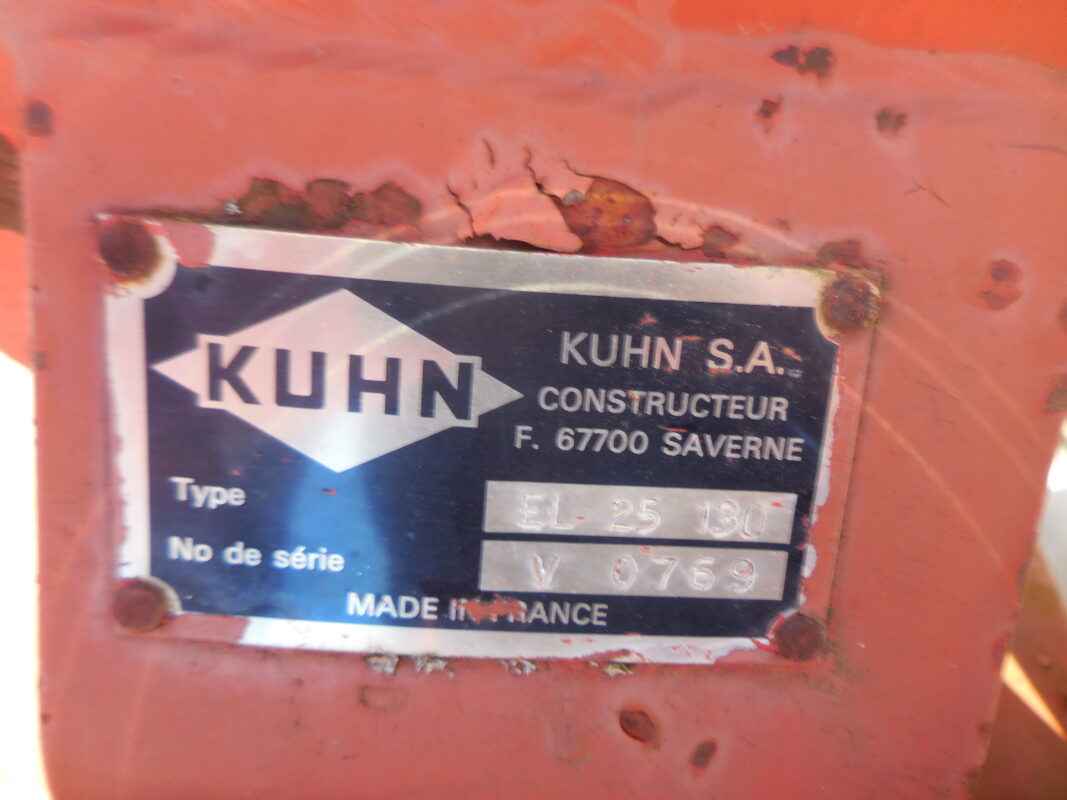 KUHN
KUHN S.A.
CONSTRUCTEUR
F. 67700 SAVERNE
Type EL 25 130
No de série V 0769
MADE IN FRANCE